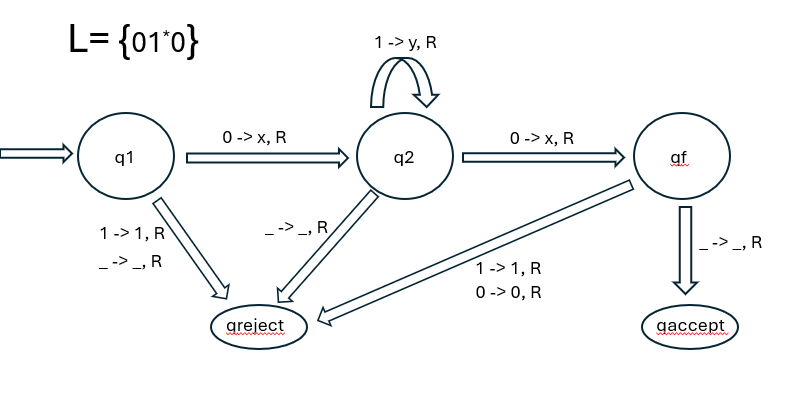 L= {01*0}
1 -> y, R
0 -> x, R
0 -> x, R
q1
q2
qf
1 -> 1, R
_ -> _, R
_ -> _, R
_ -> _, R
1 -> 1, R
0 -> 0, R
qreject
qaccept